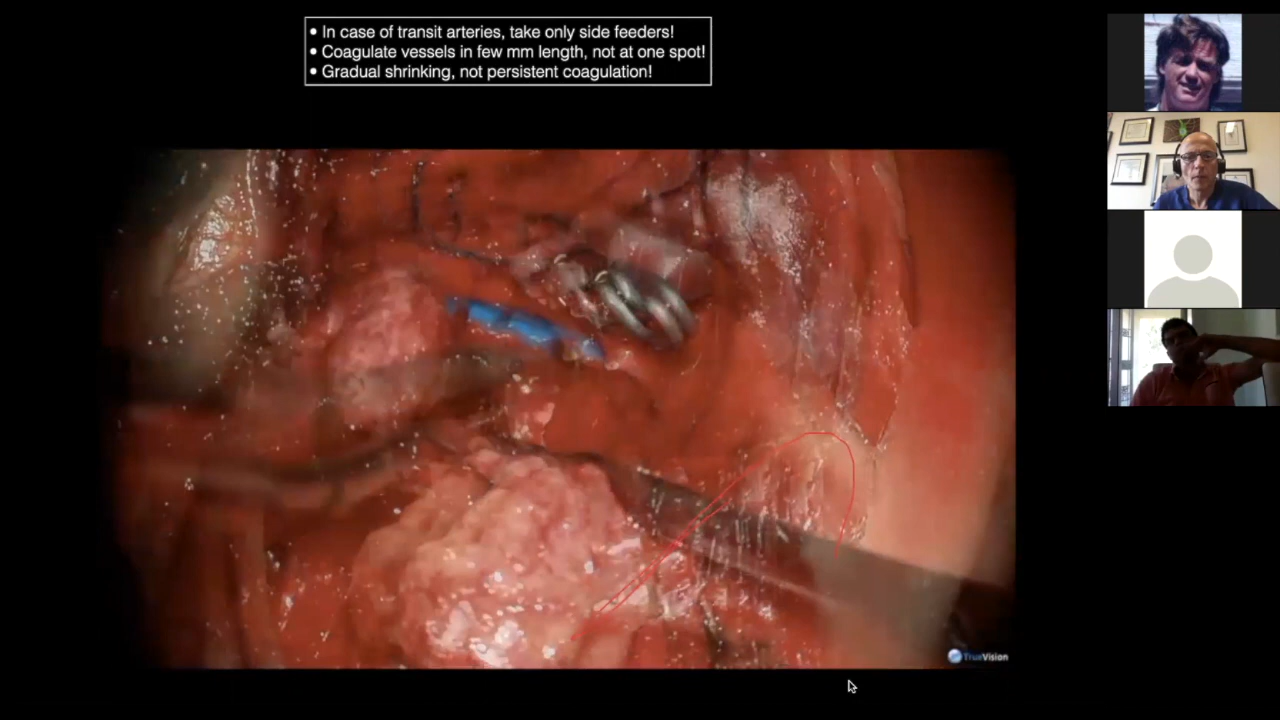 • In case of transit arteries, take only side feeders!
• Coagulate vessels in few mm length, not at one spot!
• Gradual shrinking, not persistent coagulation!
TrueVision